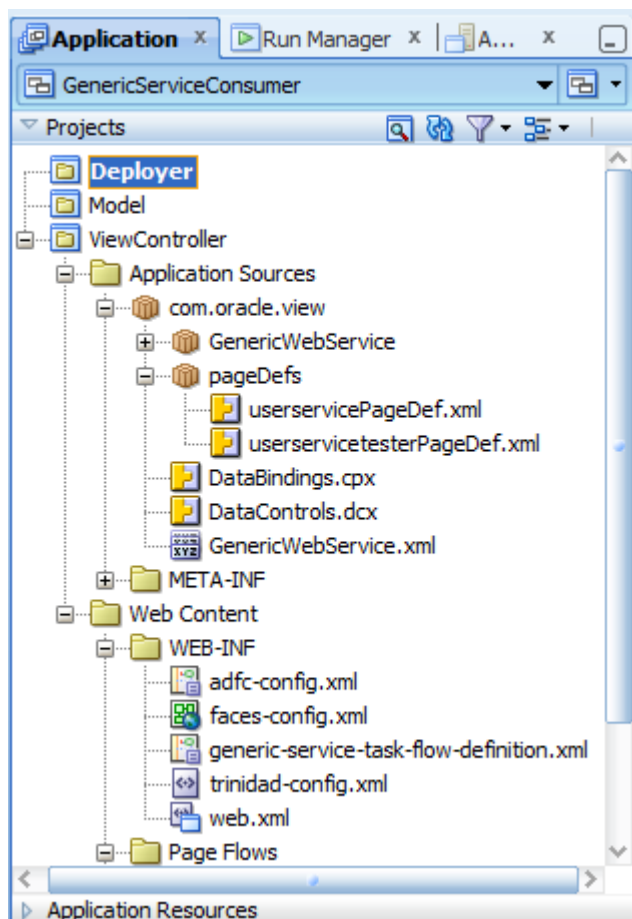 Application x Run Manager x A... x
GenericServiceConsumer
Projects
Deployer
Model
ViewController
Application Sources
com.oracle.view
GenericWebService
pageDefs
userservicePageDef.xml
userservicetesterPageDef.xml
DataBindings.cpx
DataControls.dcx
GenericWebService.xml
META-INF
Web Content
WEB-INF
adfc-config.xml
faces-config.xml
generic-service-task-flow-definition.xml
trinidad-config.xml
web.xml
Page Flows
Application Resources